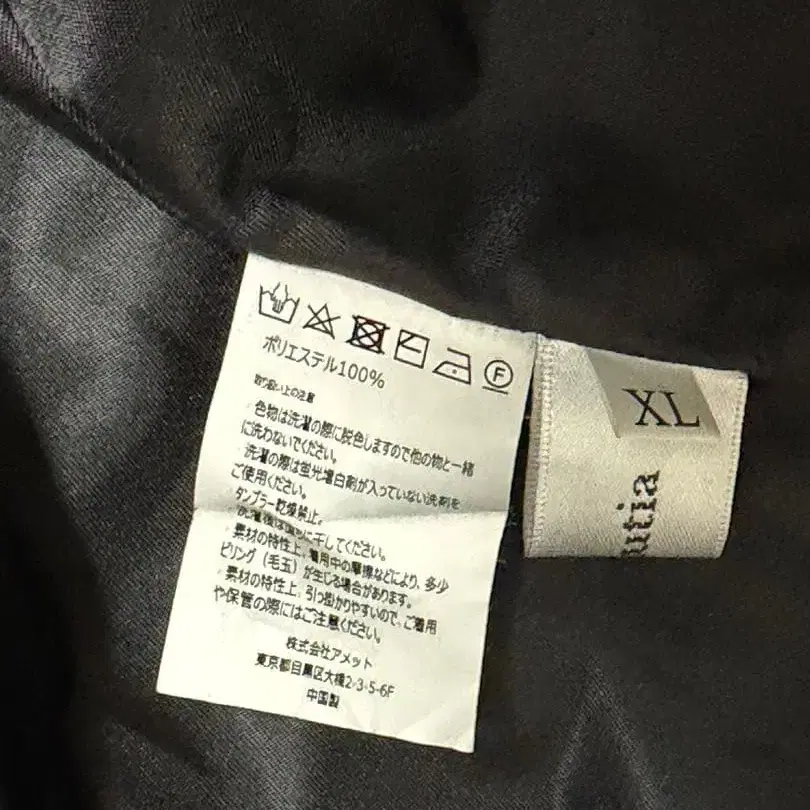 ポリエステル100%
取り扱い上の注意
・色物は洗濯の際に脱色しますので他の物と一緒
に洗わないでください。
・洗濯の際は蛍光増白剤が入っていない洗剤を
ご使用ください。
・タンブラー乾燥禁止。
・洗濯後は直ぐに干してください。
・素材の特性上、着用中の摩擦などにより、多少
ピリング（毛玉）が生じる場合があります。
・素材の特性上、引っ掛かりやすいので、ご着用
や保管の際にはご注意ください。
株式会社アメット
東京都目黒区大橋2-3-5-6F
中国製
F
XL
utia